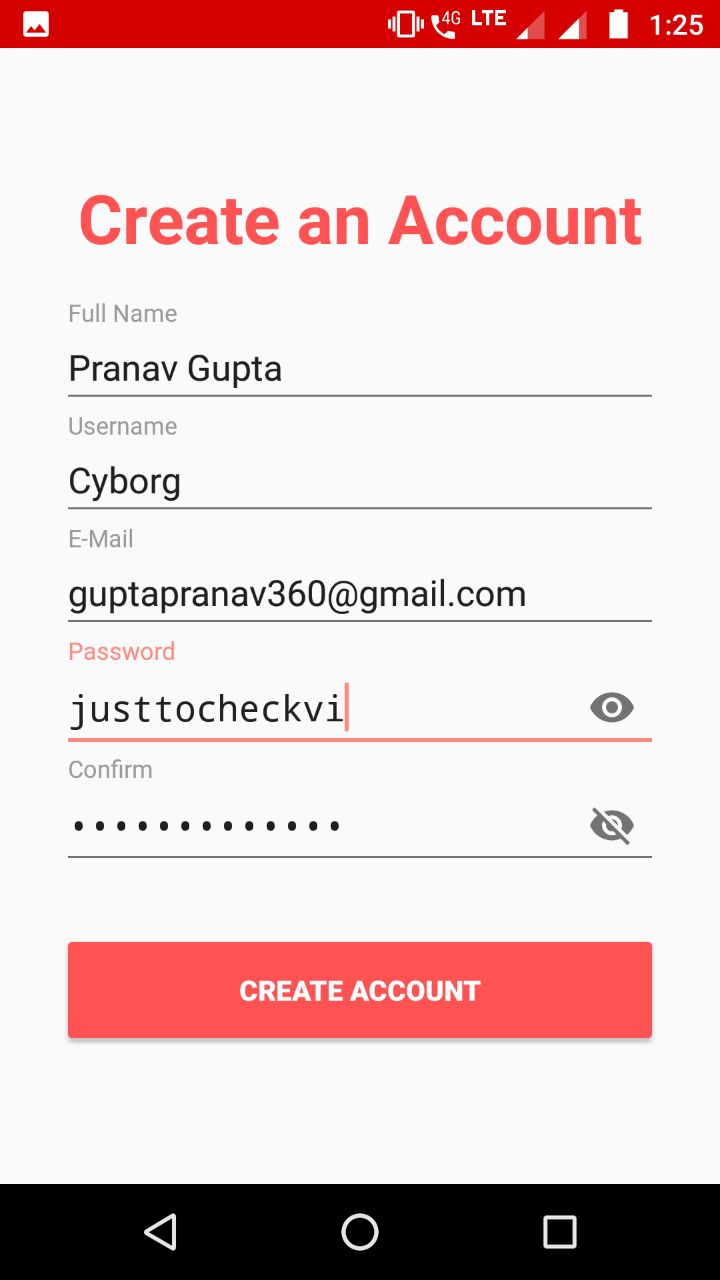 4G LTE 1:25
Create an Account
Full Name
Pranav Gupta
Username
Cyborg
E-Mail
guptapranav360@gmail.com
Password
justtocheckvi
Confirm
•••••••••••••
CREATE ACCOUNT